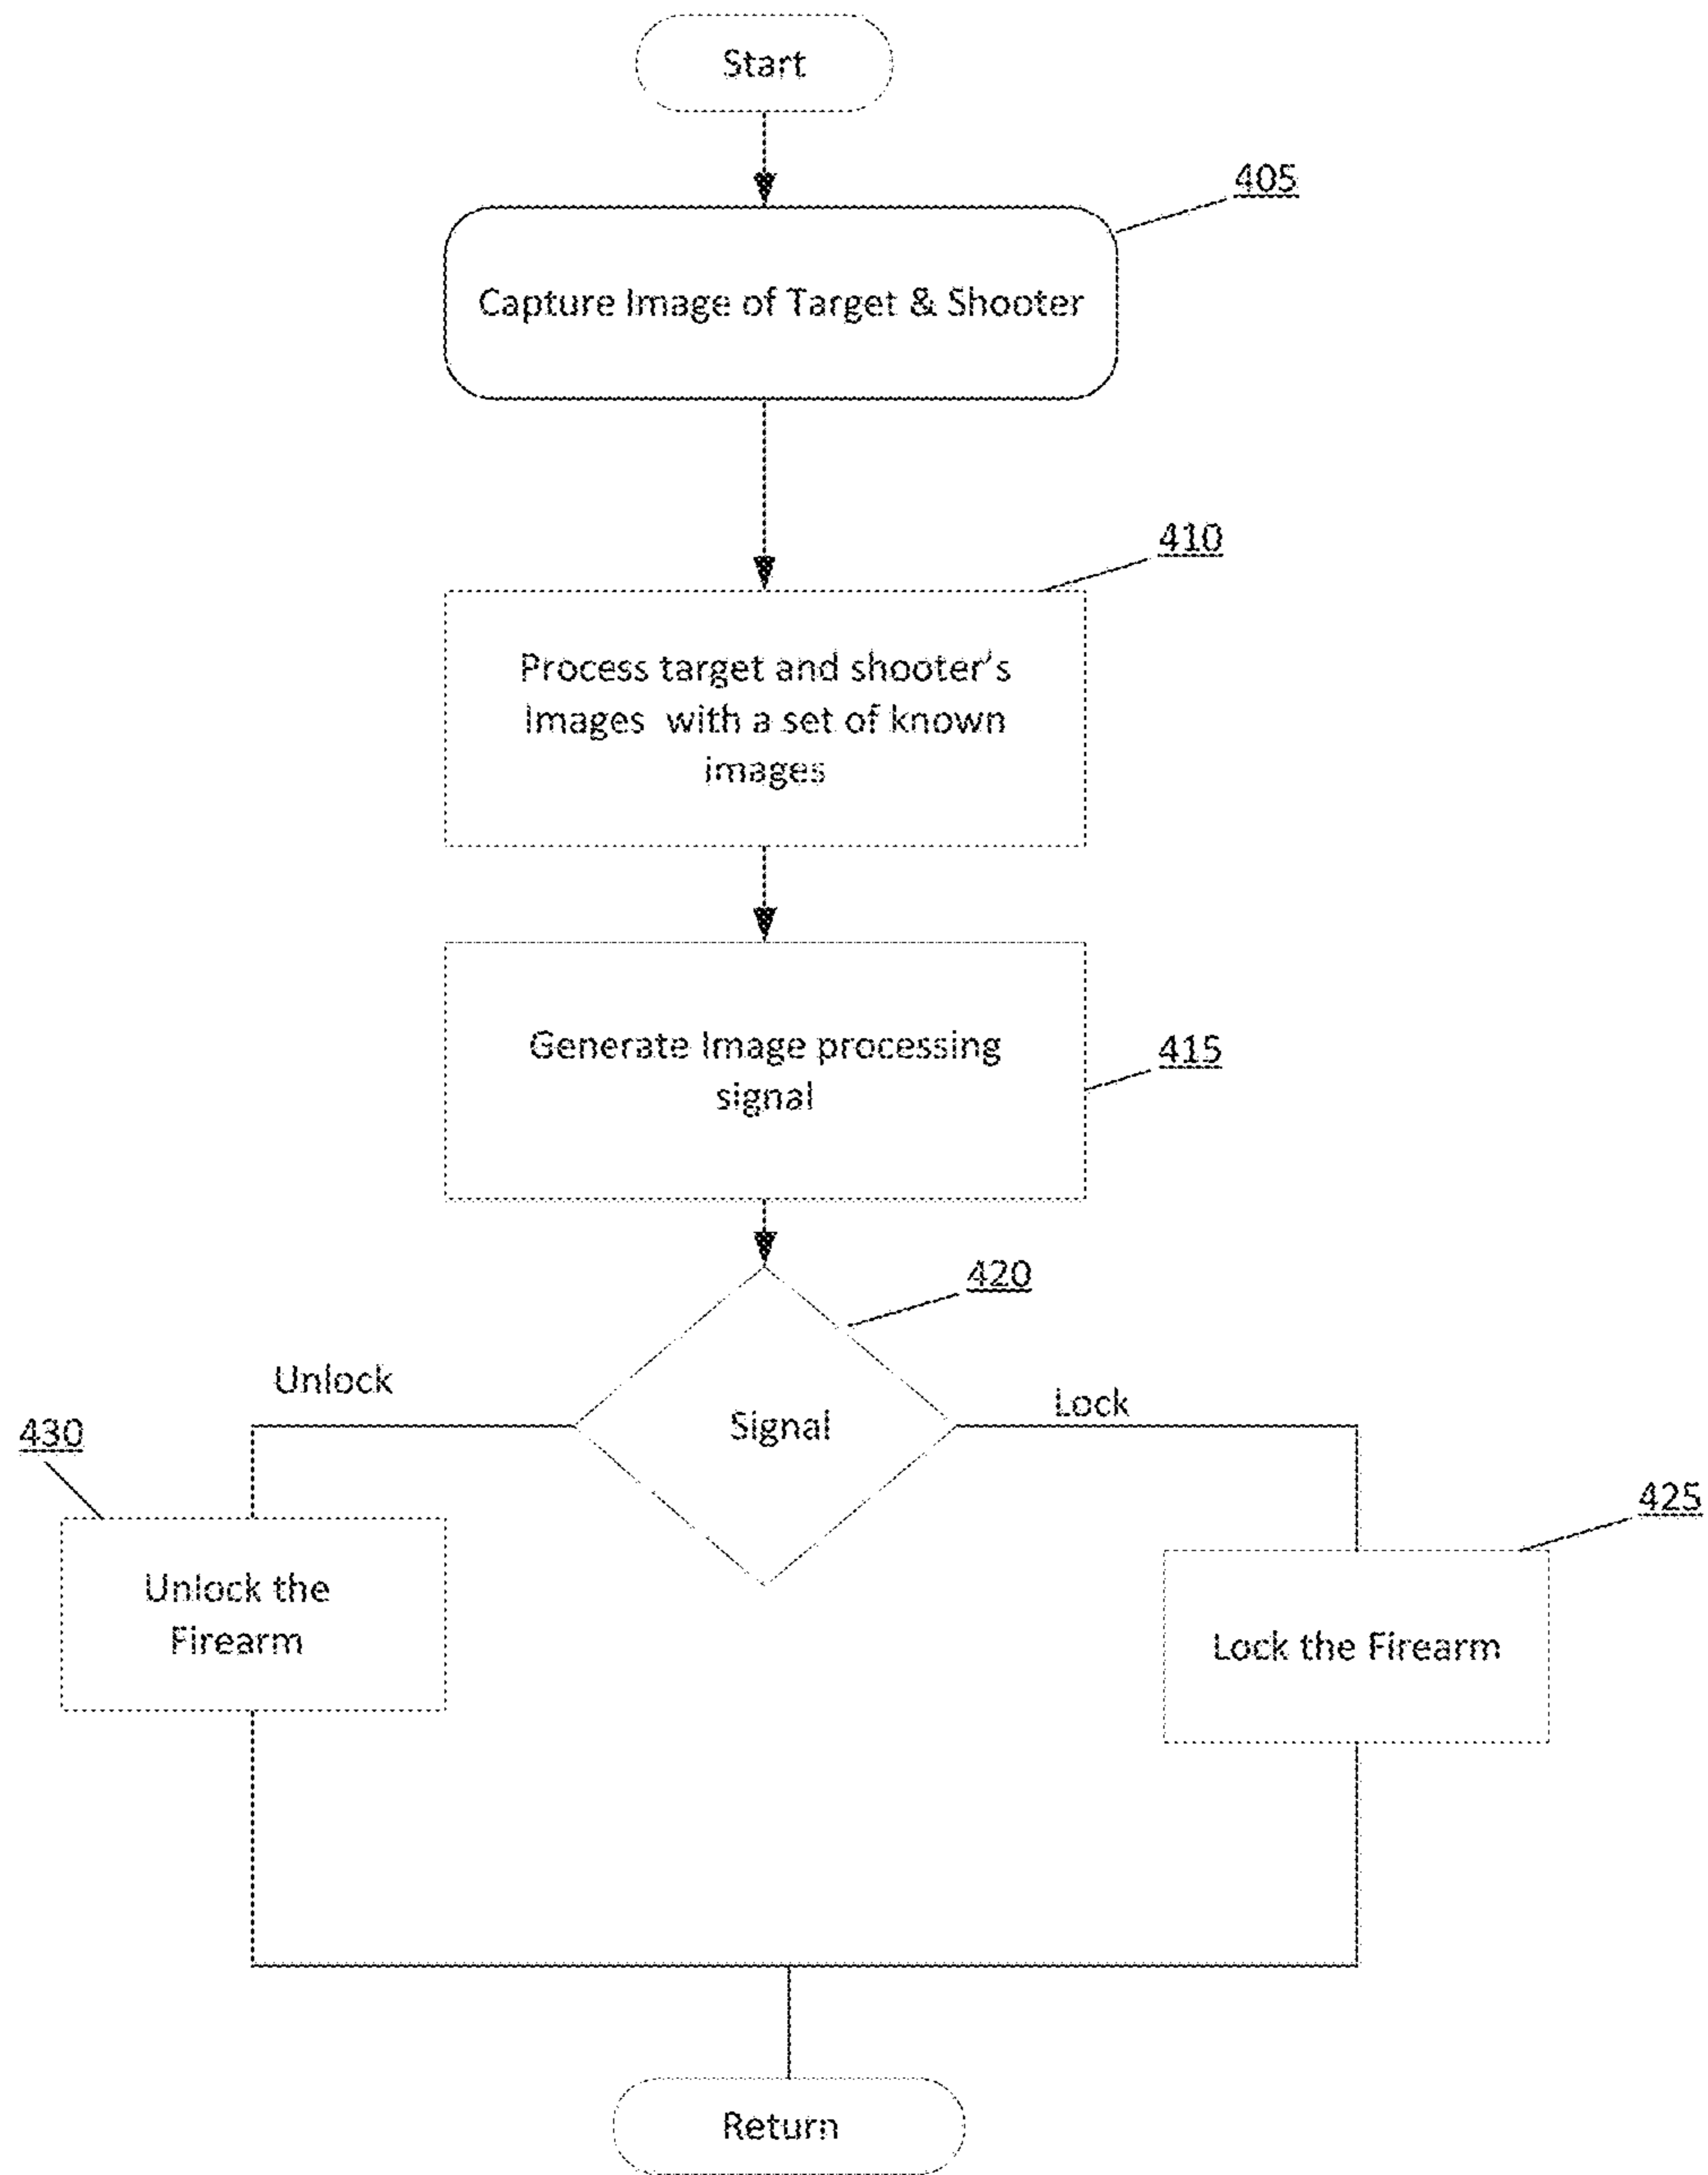 Start
405
Capture Image of Target & Shooter
410
Process target and shooter's
Images with a set of known
images
415
Generate Image processing
signal
420
Unlock
Signal
Lock
430
425
Unlock the
Firearm
Lock the Firearm
Return